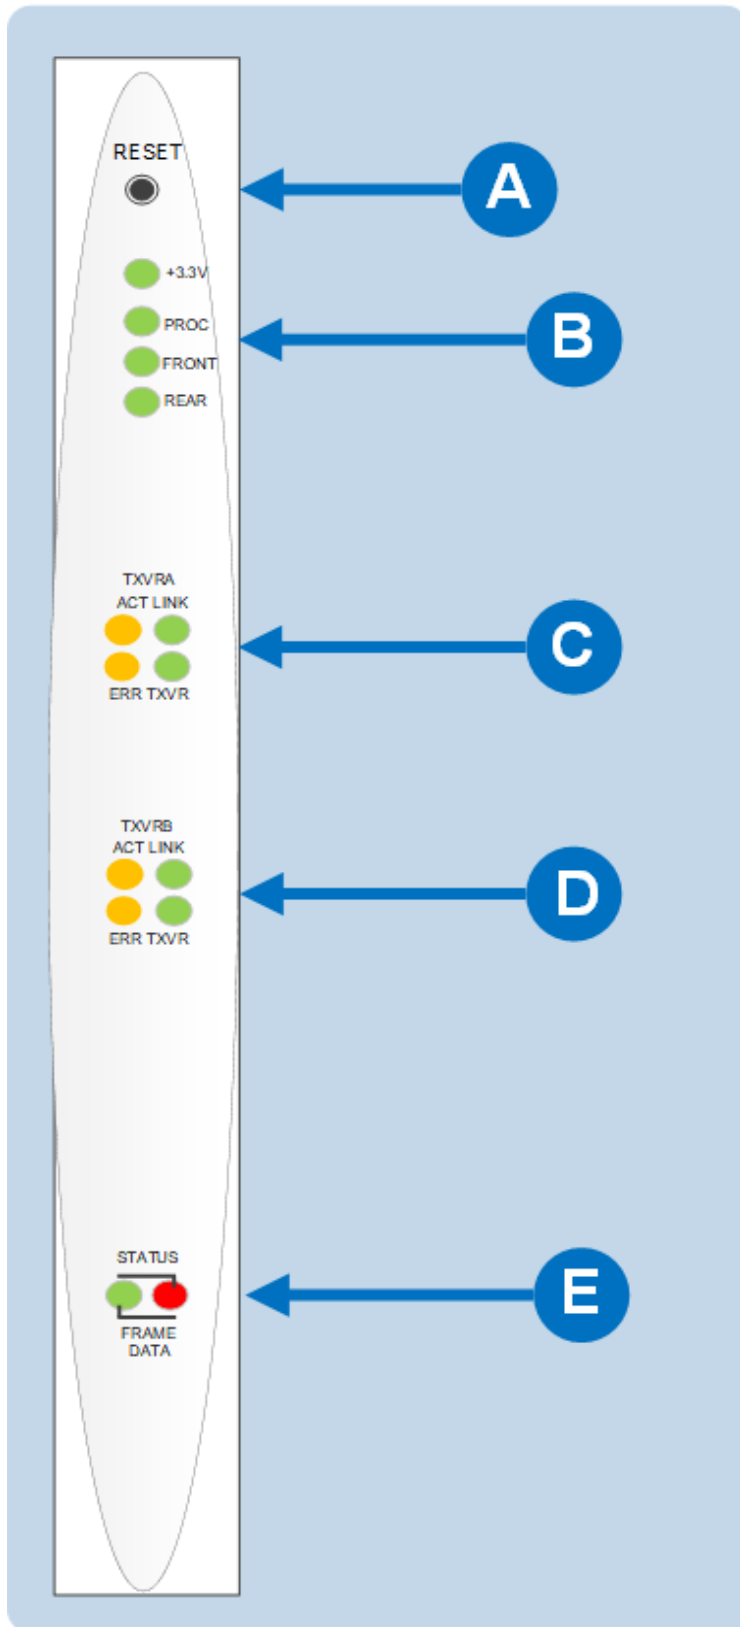 RESET
A
+3.3V
PROC
B
FRONT
REAR
TXVRA
ACT LINK
C
ERR TXVR
TXVRB
ACT LINK
D
ERR TXVR
STATUS
E
FRAME
DATA